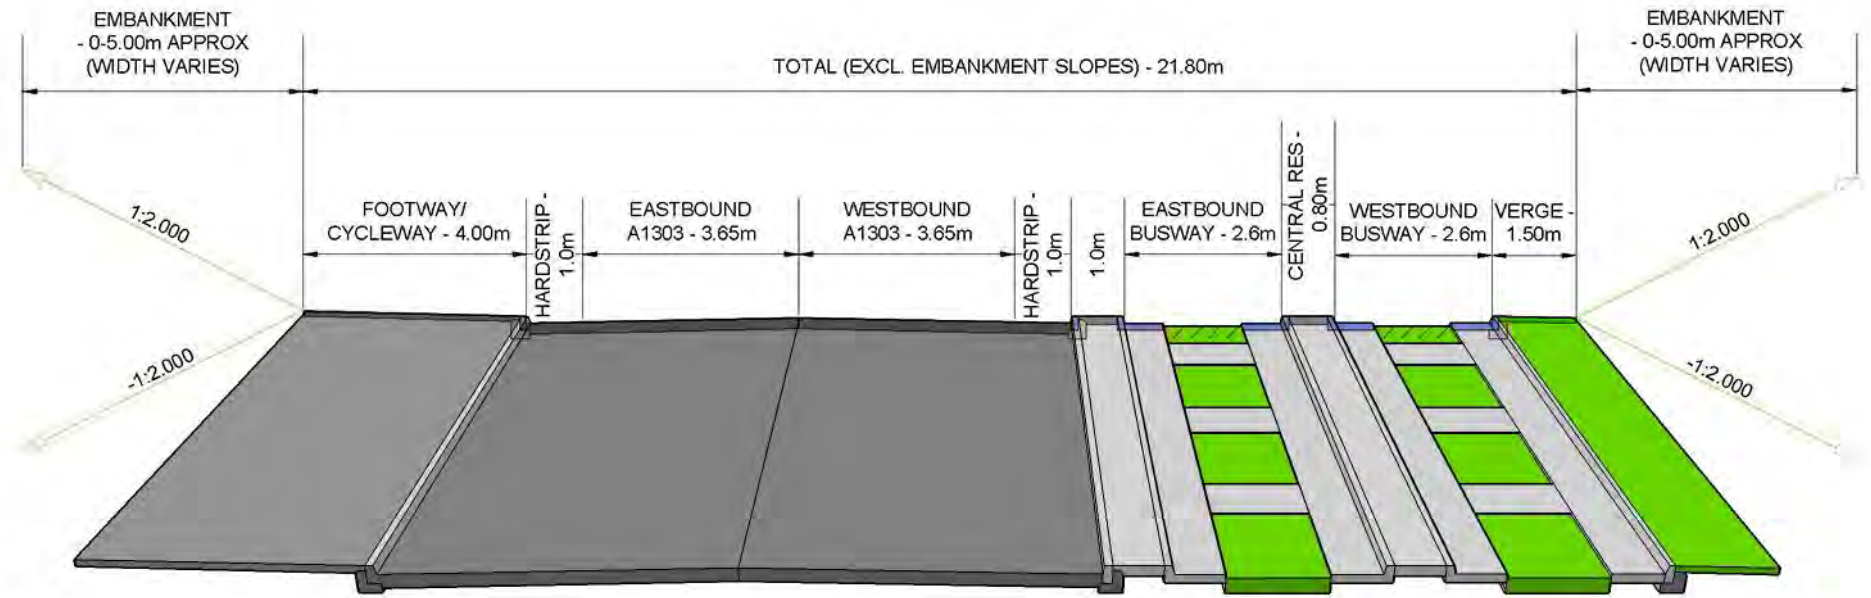 EMBANKMENT
- 0-5.00m APPROX
(WIDTH VARIES)
TOTAL (EXCL. EMBANKMENT SLOPES) - 21.80m
EMBANKMENT
- 0-5.00m APPROX
(WIDTH VARIES)
1:2.000
-1:2.000
FOOTWAY/
CYCLEWAY - 4.00m
HARDSTRIP -
1.0m
EASTBOUND
A1303 - 3.65m
WESTBOUND
A1303 - 3.65m
HARDSTRIP -
1.0m
1.0m
EASTBOUND
BUSWAY - 2.6m
CENTRAL RES -
0.80m
WESTBOUND
BUSWAY - 2.6m
VERGE -
1.50m
1:2.000
-1:2.000